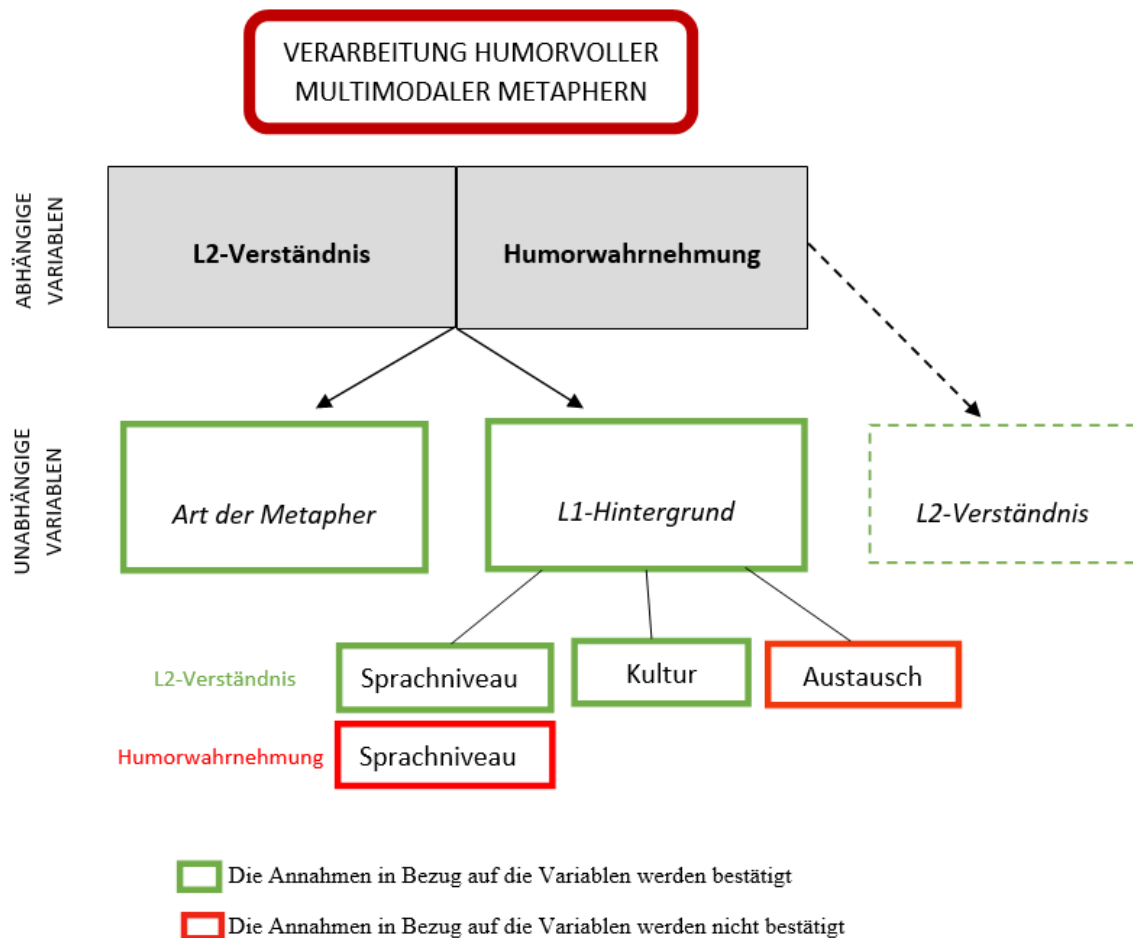 VERARBEITUNG HUMORVOLLER
MULTIMODALER METAPHERN
ABHÄNGIGE
VARIABLEN
L2-Verständnis
Humorwahrnehmung
UNABHÄNGIGE
VARIABLEN
Art der Metapher
L1-Hintergrund
L2-Verständnis
L2-Verständnis
Sprachniveau
Kultur
Austausch
Humorwahrnehmung
Sprachniveau
Die Annahmen in Bezug auf die Variablen werden bestätigt
Die Annahmen in Bezug auf die Variablen werden nicht bestätigt